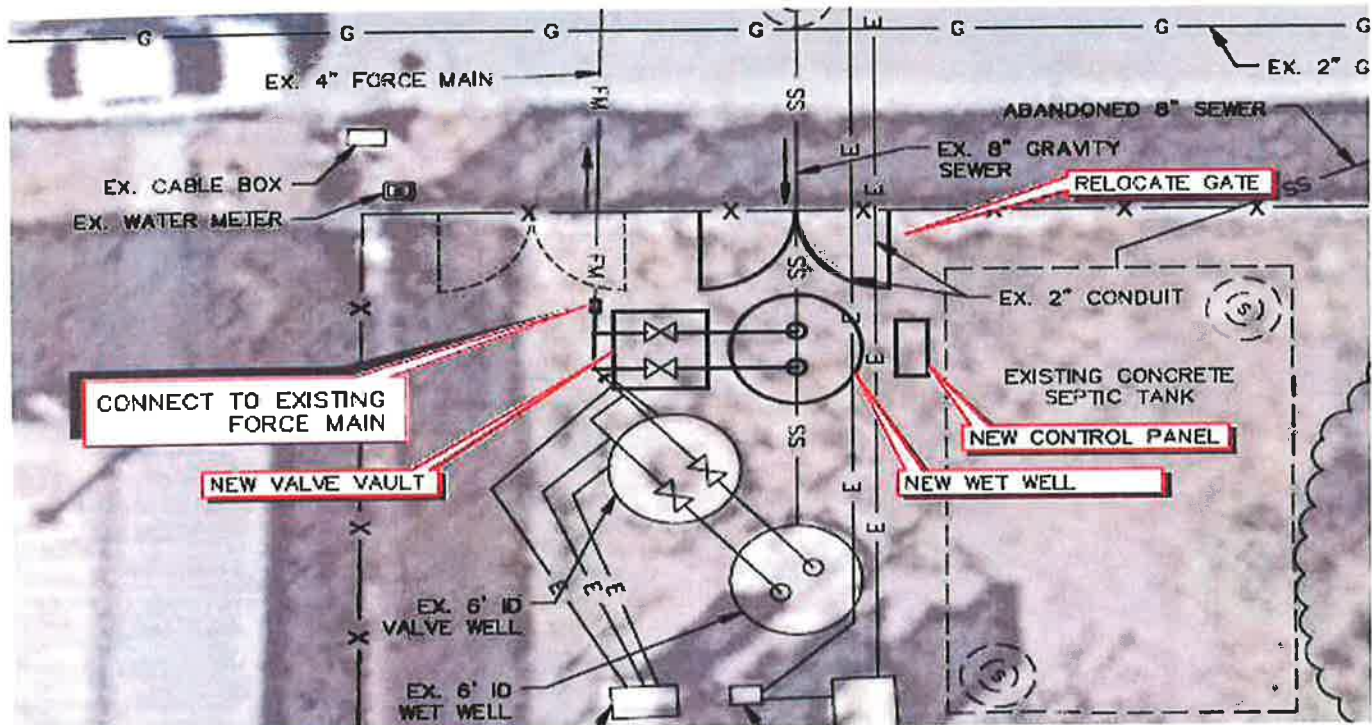 G G G G G G
E
EX. 4" FORCE MAIN
EX. 2" G
FM
SS
ABANDONED 8" SEWER
E
EX. 8" GRAVITY
SEWER
EX. CABLE BOX
E
RELOCATE GATE
SS
EX. WATER METER
X X X X X X
FM
SS
EX. 2" CONDUIT
S
X
E
E
CONNECT TO EXISTING
FORCE MAIN
EXISTING CONCRETE
SEPTIC TANK
SS
NEW CONTROL PANEL
NEW VALVE VAULT
NEW WET WELL
E
X
E
E E E
EX. 6' ID
VALVE WELL
X
EX. 6' ID
WET WELL
S